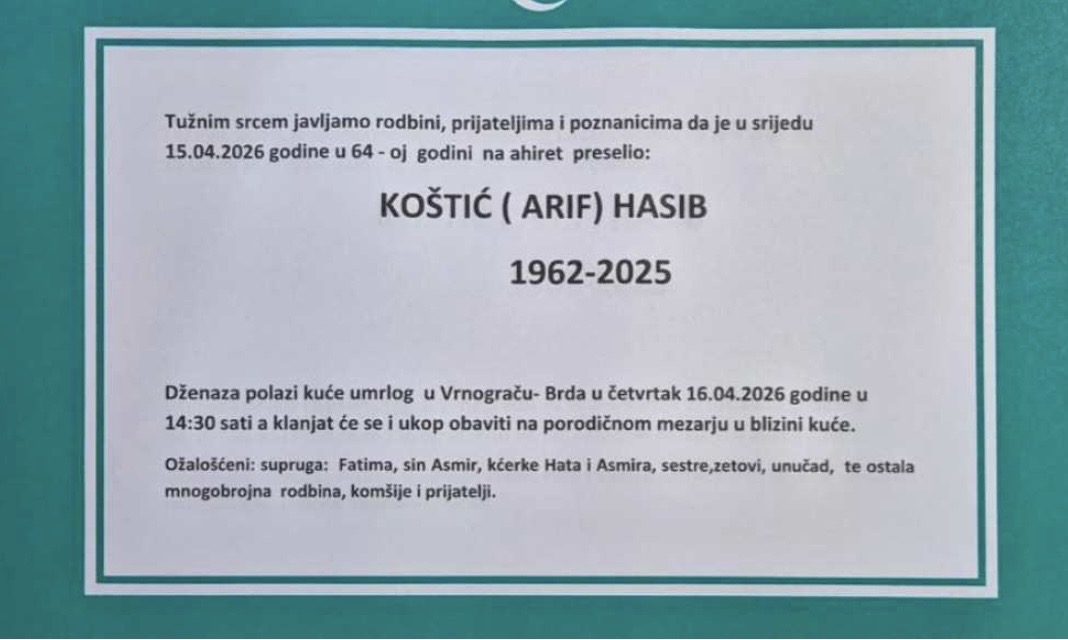 Tužnim srcem javljamo rodbini, prijateljima i poznanicima da je u srijedu
15.04.2026 godine u 64 - oj godini na ahiret preselio:
KOŠTIĆ ( ARIF) HASIB
1962-2025
Dženaza polazi kuće umrlog u Vrnograču- Brda u četvrtak 16.04.2026 godine u
14:30 sati a klanjat će se i ukop obaviti na porodičnom mezarju u blizini kuće.
Ožalošćeni: supruga: Fatima, sin Asmir, kćerke Hata i Asmira, sestre,zetovi, unučad, te ostala
mnogobrojna rodbina, komšije i prijatelji.